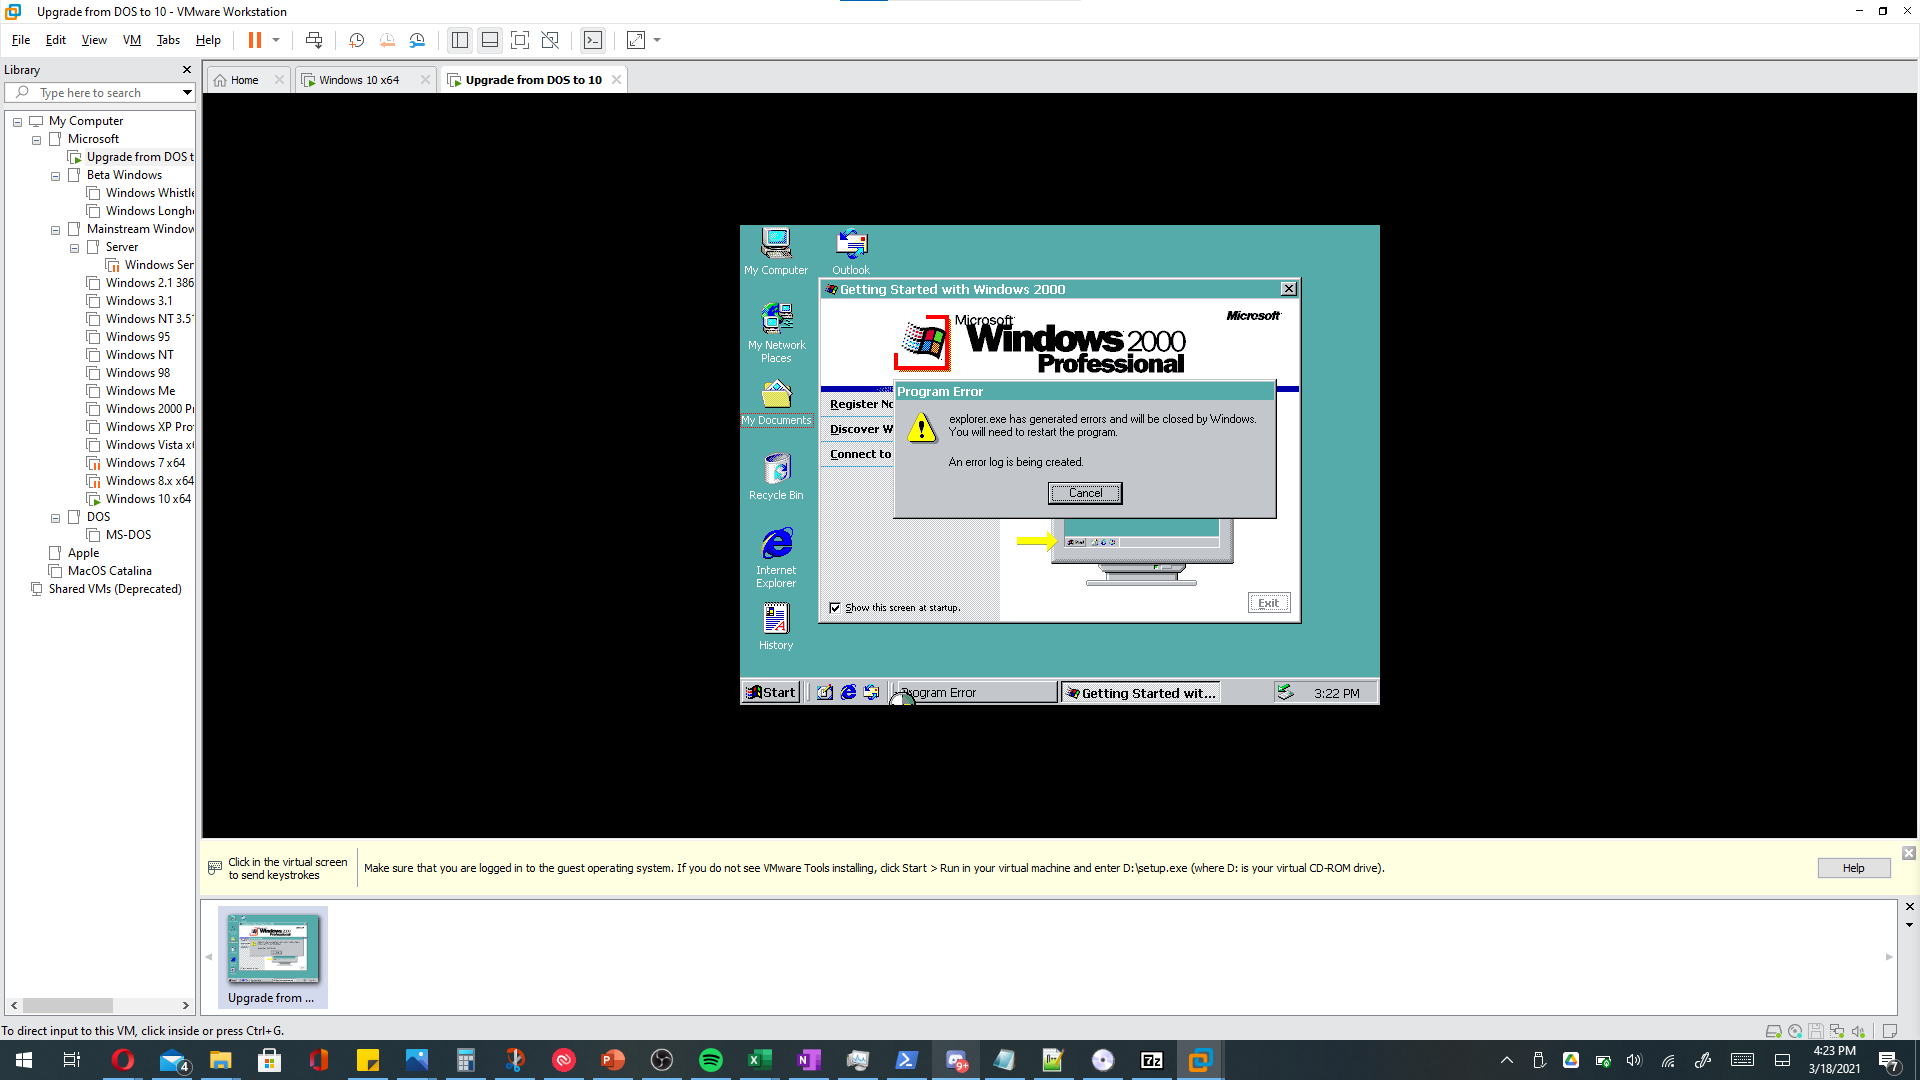 Upgrade from DOS to 10 - VMware Workstation
File Edit View VM Tabs Help
Library
Type here to search
Home
Windows 10 x64
Upgrade from DOS to 10
My Computer
Microsoft
Upgrade from DOS t
Beta Windows
Windows Whistle
Windows Longh
Mainstream Window
Server
Windows Ser
Windows 2.1 386
Windows 3.1
Windows NT 3.5
Windows 95
Windows NT
Windows 98
Windows Me
Windows 2000 P
Windows XP Pro
Windows Vista x
Windows 7 x64
Windows 8.x x64
Windows 10 x64
DOS
MS-DOS
Apple
MacOS Catalina
Shared VMs (Deprecated)
My Computer
Outlook
My Network
Places
My Documents
Recycle Bin
Internet
Explorer
History
Getting Started with Windows 2000
Microsoft
Microsoft
Windows 2000
Professional
Register No
Discover W
Connect to
Program Error
explorer.exe has generated errors and will be closed by Windows.
You will need to restart the program.
An error log is being created.
Cancel
Show this screen at startup.
Exit
Start
Program Error
Getting Started wit...
3:22 PM
Click in the virtual screen
to send keystrokes
Make sure that you are logged in to the guest operating system. If you do not see VMware Tools installing, click Start > Run in your virtual machine and enter D:\setup.exe (where D: is your virtual CD-ROM drive).
Help
Upgrade from ...
To direct input to this VM, click inside or press Ctrl+G.
4
9+
7z
4:23 PM
3/18/2021
7